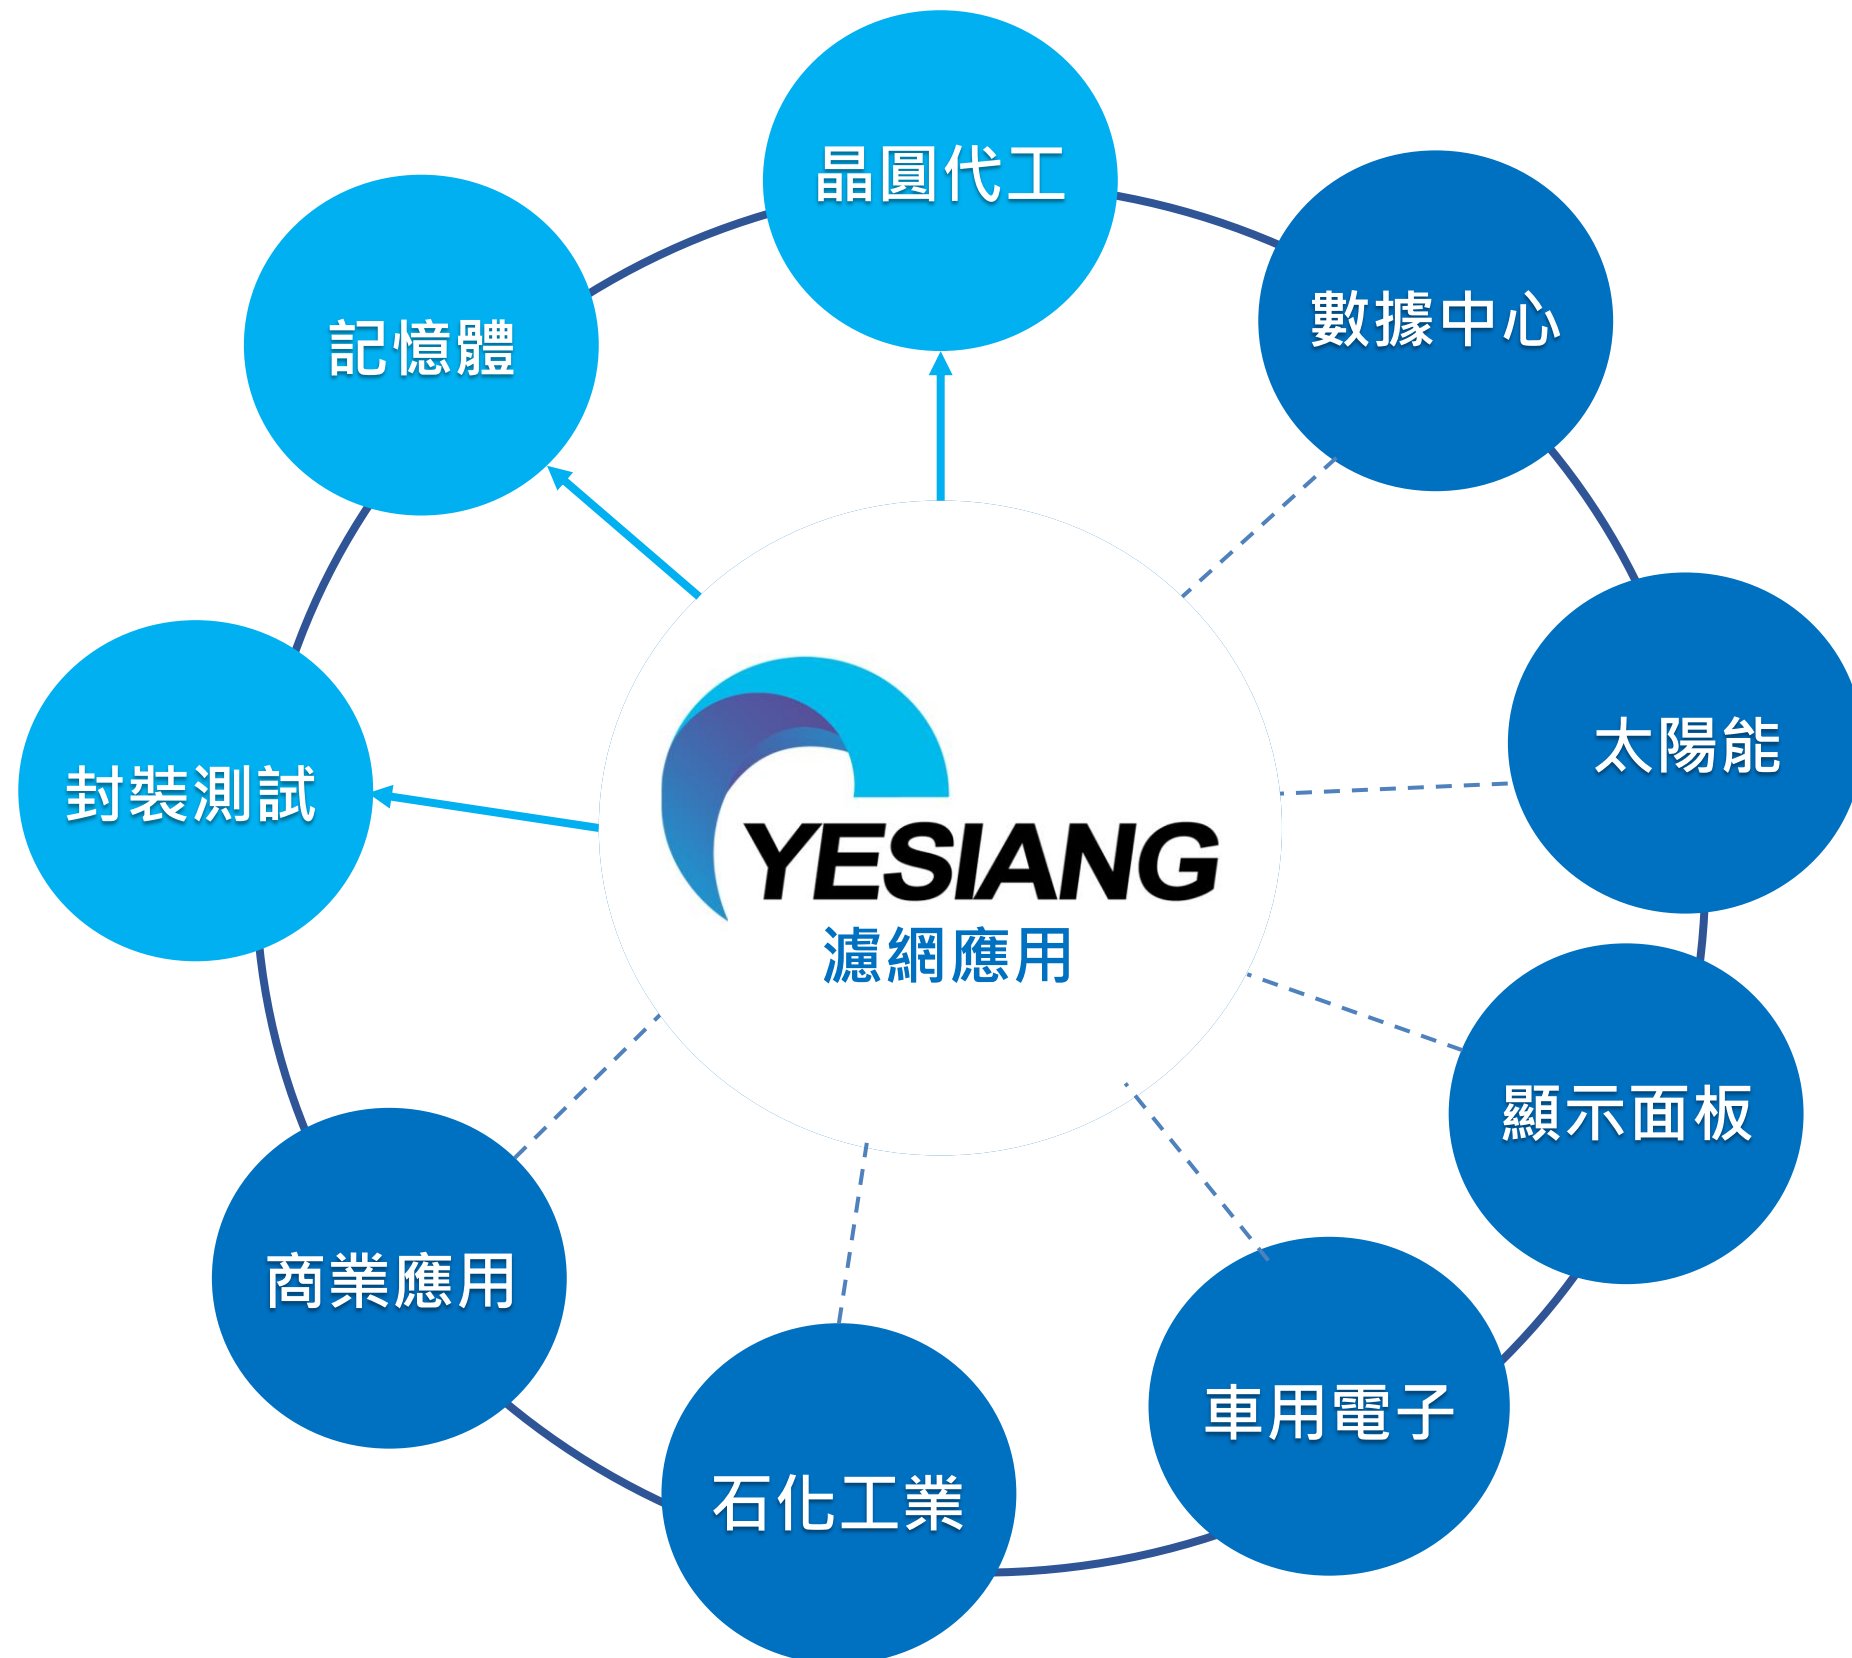 晶圓代工
數據中心
記憶體
太陽能
封裝測試
YESIANG
濾網應用
顯示面板
商業應用
車用電子
石化工業